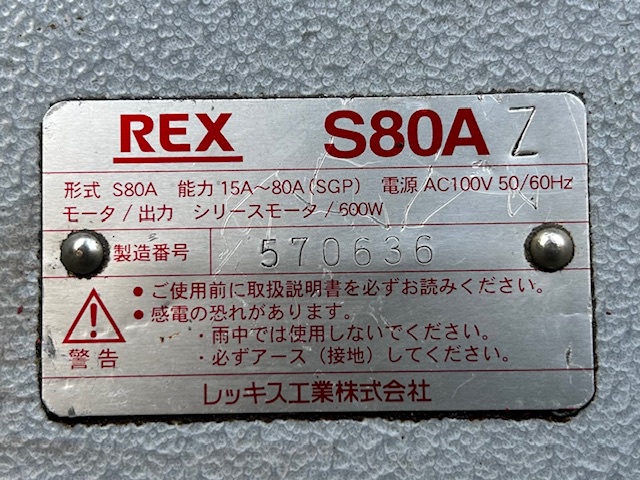 REX S80A Z
形式 S80A 能力 15A～80A(SGP) 電源 AC100V 50/60Hz
モータ/出力 シリースモータ/600W
製造番号 570636
• ご使用前に取扱説明書を必ずお読みください。
• 感電の恐れがあります。
・雨中では使用しないでください。
警告 ・必ずアース（接地）してください。
レッキス工業株式会社